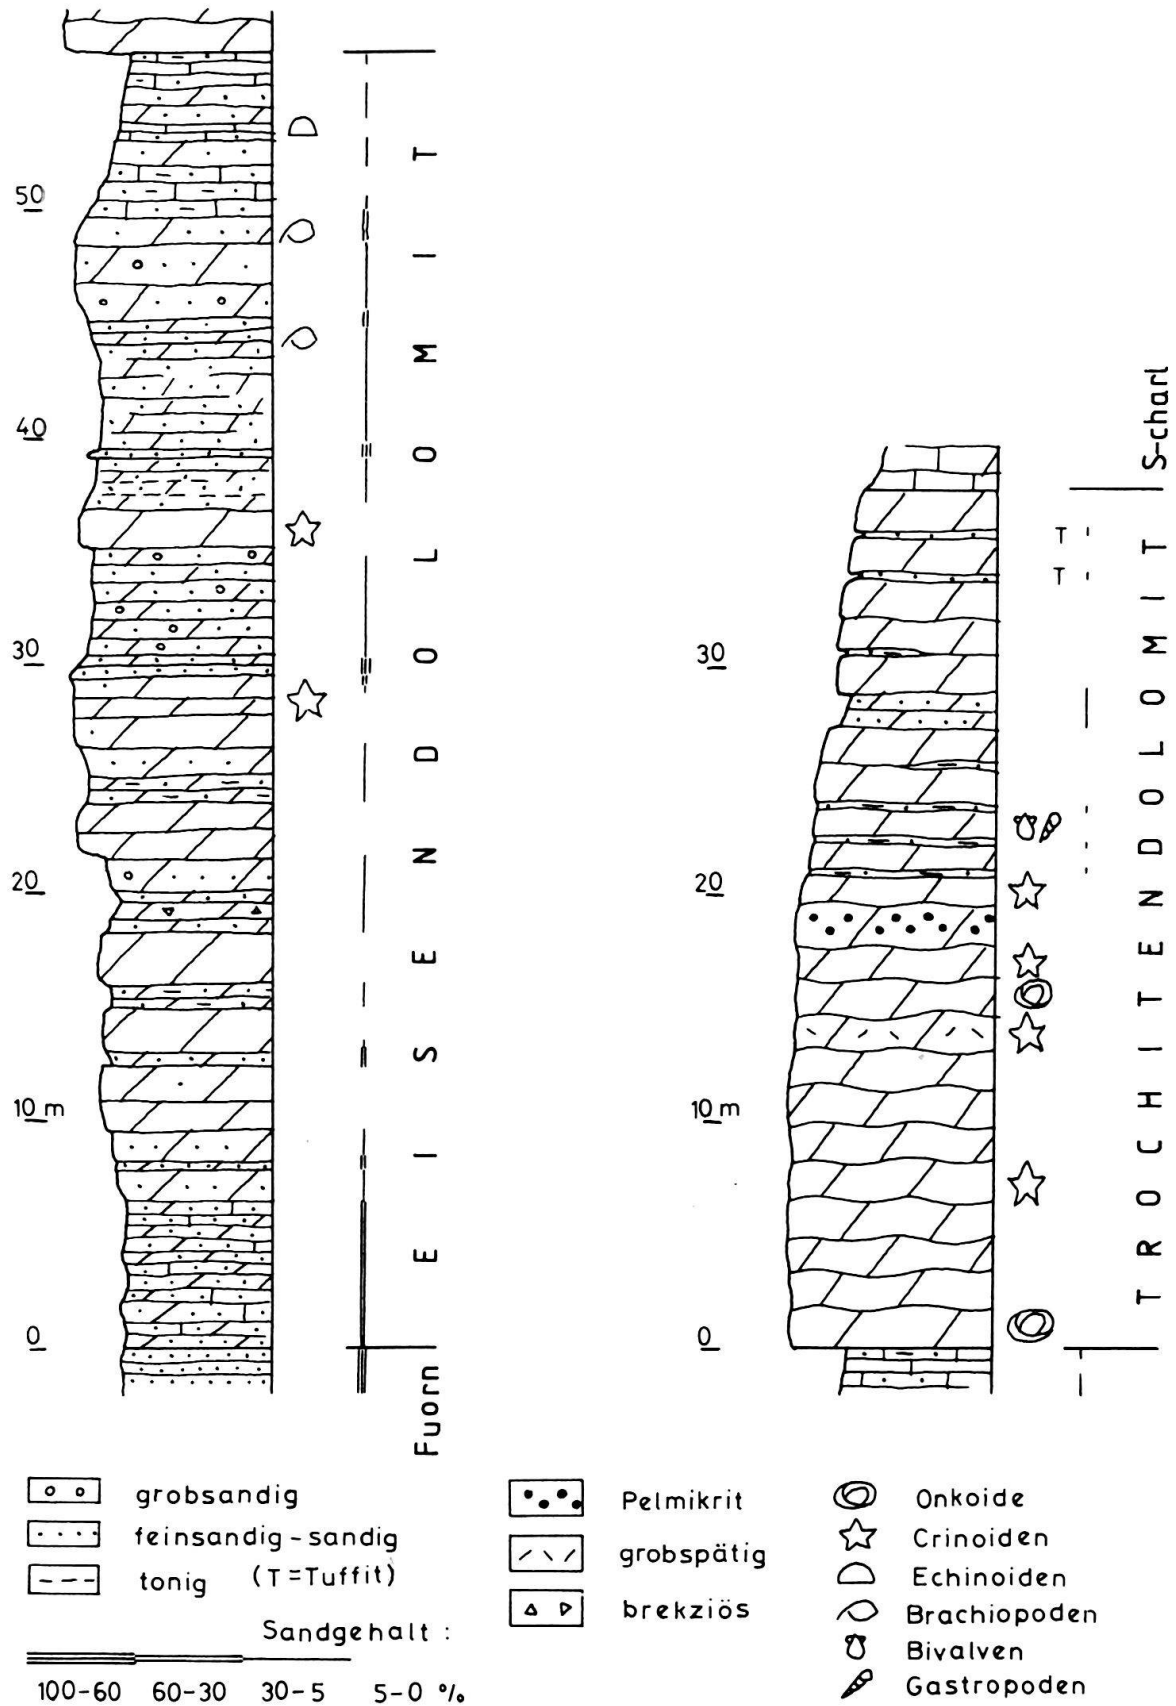 50
40
30
20
10 m
0
EISENDOLOMIT
Fuorn
S-charl
T
T
30
20
10 m
0
TROCHITENDOLOMIT
grobsandig
feinsandig-sandig
tonig (T=Tuffit)
Sandgehalt:
100-60 60-30 30-5 5-0 %
Pelmikrit
grobspätig
brekziös
Onkoide
Crinoiden
Echinoiden
Brachiopoden
Bivalven
Gastropoden